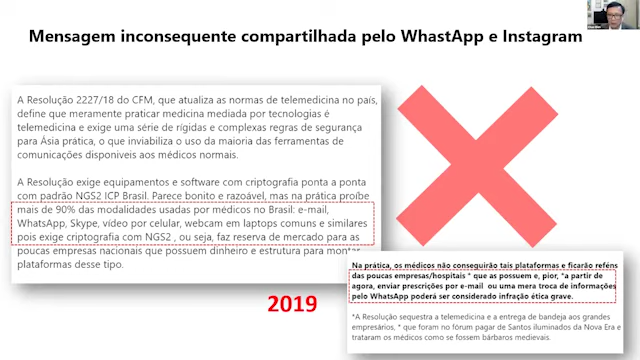 Mensagem inconsequente compartilhada pelo WhastApp e Instagram
A Resolução 2227/18 do CFM, que atualiza as normas de telemedicina no país,
define que meramente praticar medicina mediada por tecnologias é
telemedicina e exige uma série de rígidas e complexas regras de segurança
para Ásia prática, o que inviabiliza o uso da maioria das ferramentas de
comunicações disponiveis aos médicos normais.
A Resolução exige equipamentos e software com criptografia ponta a ponta
com padrão NGS2 ICP Brasil. Parece bonito e razoável, mas na prática proíbe
mais de 90% das modalidades usadas por médicos no Brasil: e-mail,
WhatsApp, Skype, vídeo por celular, webcam em laptops comuns e similares
pois exige criptografia com NGS2 , ou seja, faz reserva de mercado para as
poucas empresas nacionais que possuem dinheiro e estrutura para montar
plataformas desse tipo.
2019
Na prática, os médicos não conseguirão tais plataformas e ficarão reféns
das poucas empresas/hospitais " que as possuem e, pior, "a partir de
agora, enviar prescrições por e-mail ou uma mera troca de informações
pelo WhatsApp poderá ser considerado infração ética grave.
*A Resolução sequestra a telemedicina e a entrega de bandeja aos grandes
empresários, * que foram no fórum pagar de Santos iluminados da Nova Era e
trataram os médicos como se fossem bárbaros medievais.